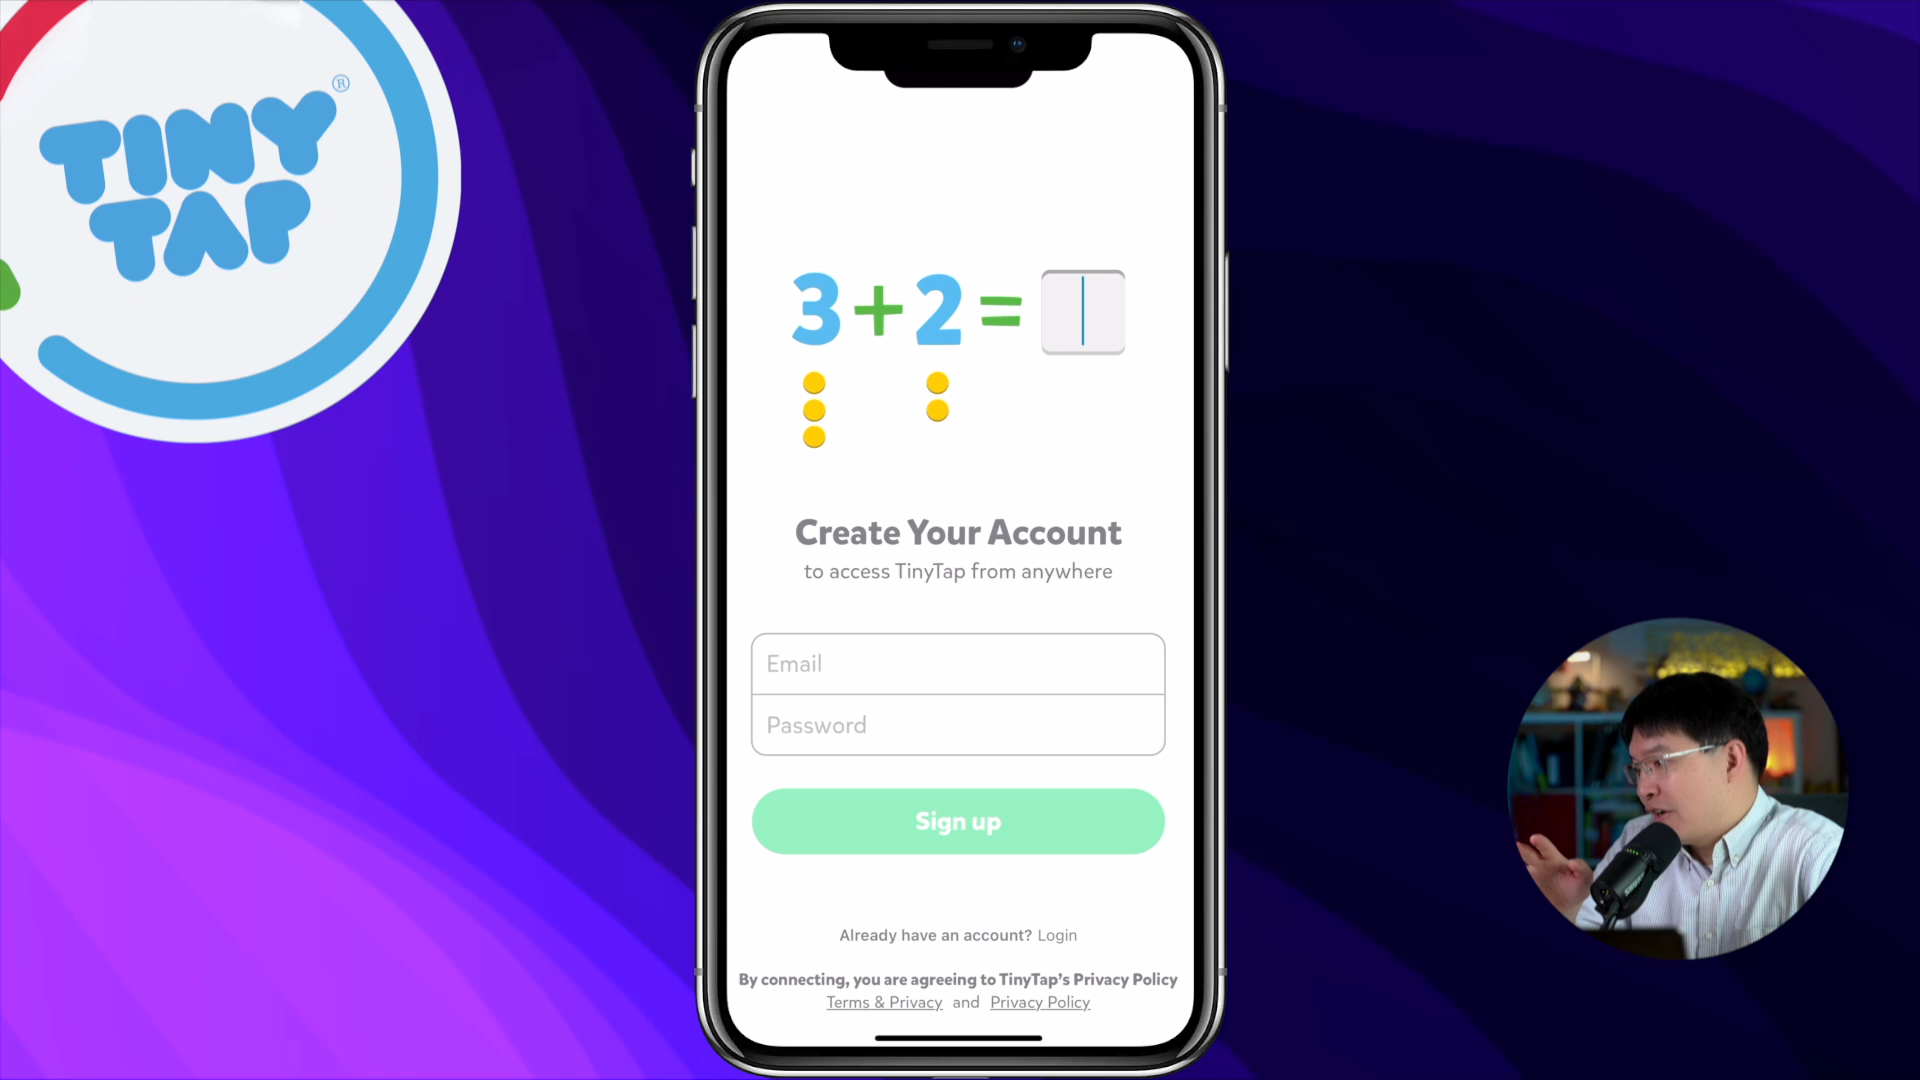 TINY
TAP
®
3+2=
Create Your Account
to access TinyTap from anywhere
Email
Password
Sign up
Already have an account? Login
By connecting, you are agreeing to TinyTap's Privacy Policy
Terms & Privacy and Privacy Policy